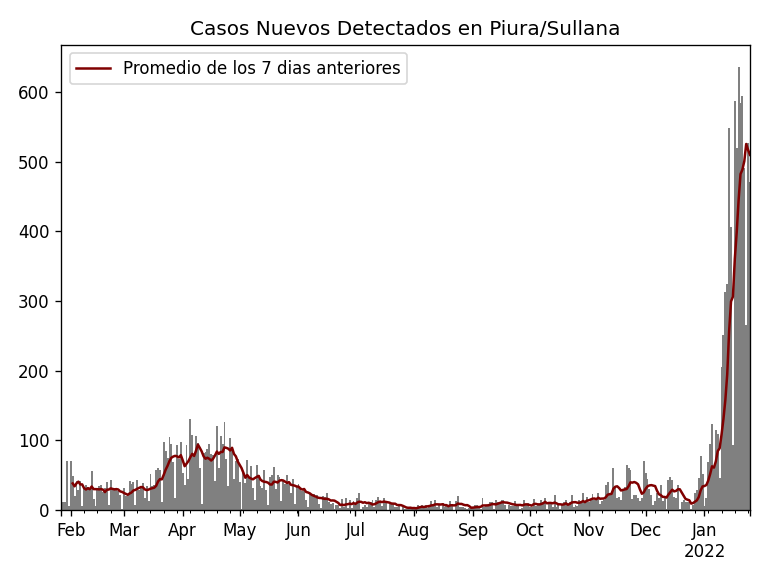 Casos Nuevos Detectados en Piura/Sullana
Promedio de los 7 dias anteriores
600
500
400
300
200
100
0
Feb Mar Apr May Jun Jul Aug Sep Oct Nov Dec Jan
2022